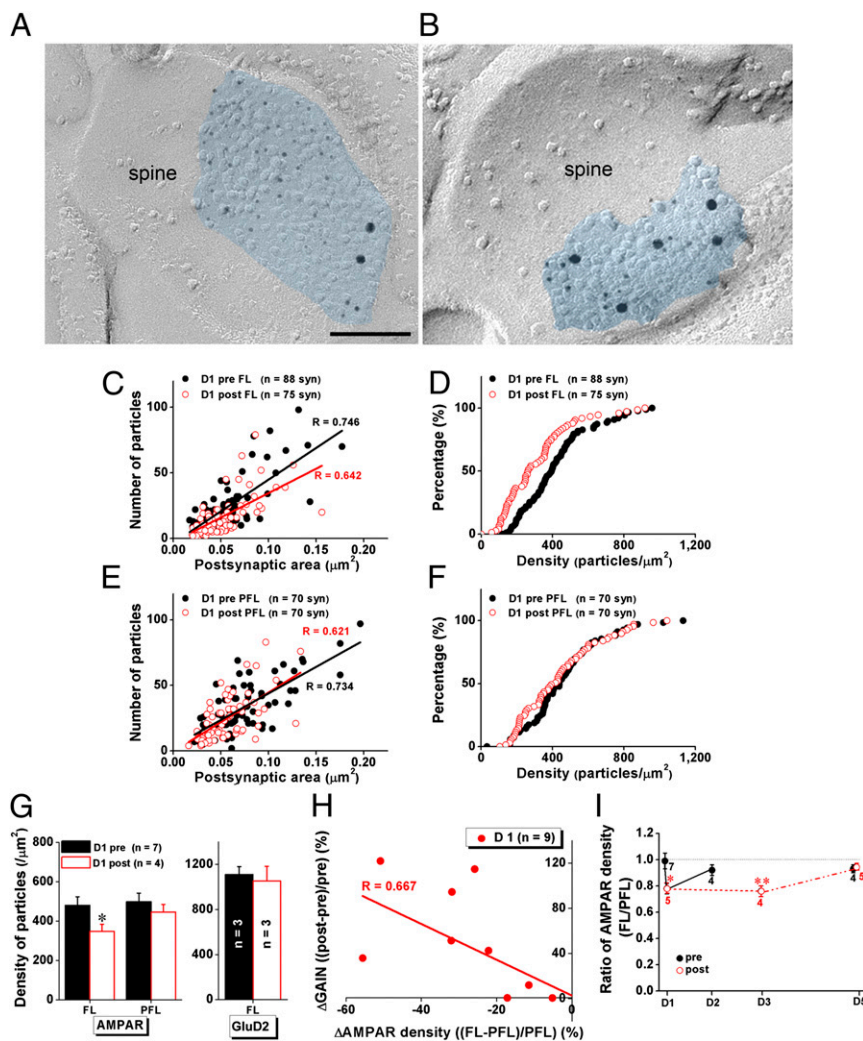 A
B
spine
spine
C
D1 pre FL (n = 88 syn)
D1 post FL (n = 75 syn)
R = 0.746
R = 0.642
Number of particles
100
50
0
0.00 0.05 0.10 0.15 0.20
Postsynaptic area (μm²)
D
D1 pre FL (n = 88 syn)
D1 post FL (n = 75 syn)
Percentage (%)
100
50
0
0 400 800 1,200
Density (particles/μm²)
E
D1 pre PFL (n = 70 syn)
D1 post PFL (n = 70 syn)
R = 0.621
R = 0.734
Number of particles
100
50
0
0.00 0.05 0.10 0.15 0.20
Postsynaptic area (μm²)
F
D1 pre PFL (n = 70 syn)
D1 post PFL (n = 70 syn)
Percentage (%)
100
50
0
0 400 800 1,200
Density (particles/μm²)
G
Density of particles (/μm²)
800
600
400
200
0
D1 pre (n = 7)
D1 post (n = 4)
*
FL PFL
AMPAR
1200
800
400
0
n = 3
n = 3
FL
GluD2
H
D 1 (n = 9)
R = 0.667
ΔGAIN ((post-pre)/pre) (%)
120
80
40
0
-60 -40 -20 0
ΔAMPAR density ((FL-PFL)/PFL) (%)
I
Ratio of AMPAR density
(FL/PFL)
1.4
1.2
1.0
0.8
0.6
0.4
0.2
0.0
7
*
5
4
**
4
4
5
pre
post
D1 D2 D3 D5